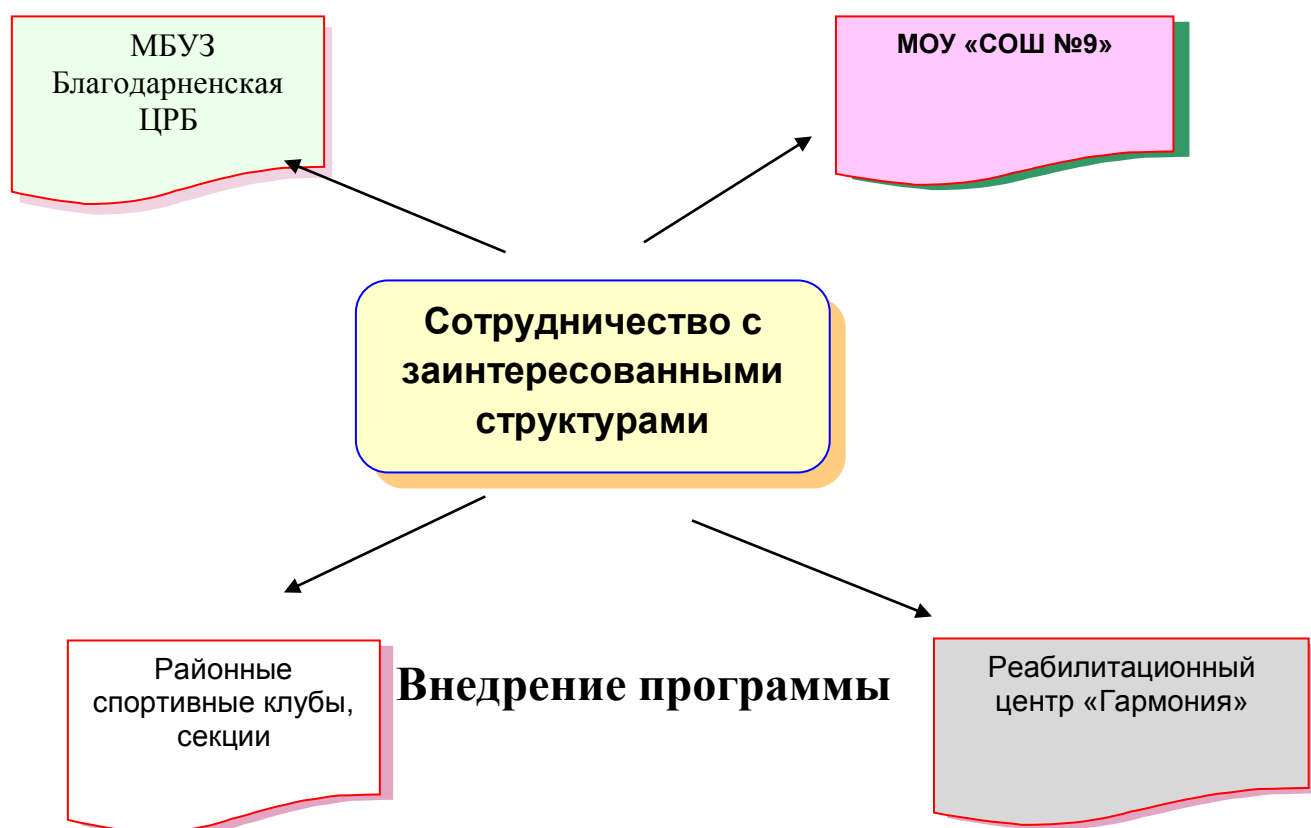 МБУЗ
Благодарненская
ЦРБ
МОУ «СОШ №9»
Сотрудничество с
заинтересованными
структурами
Районные
спортивные клубы,
секции
Внедрение программы
Реабилитационный
центр «Гармония»